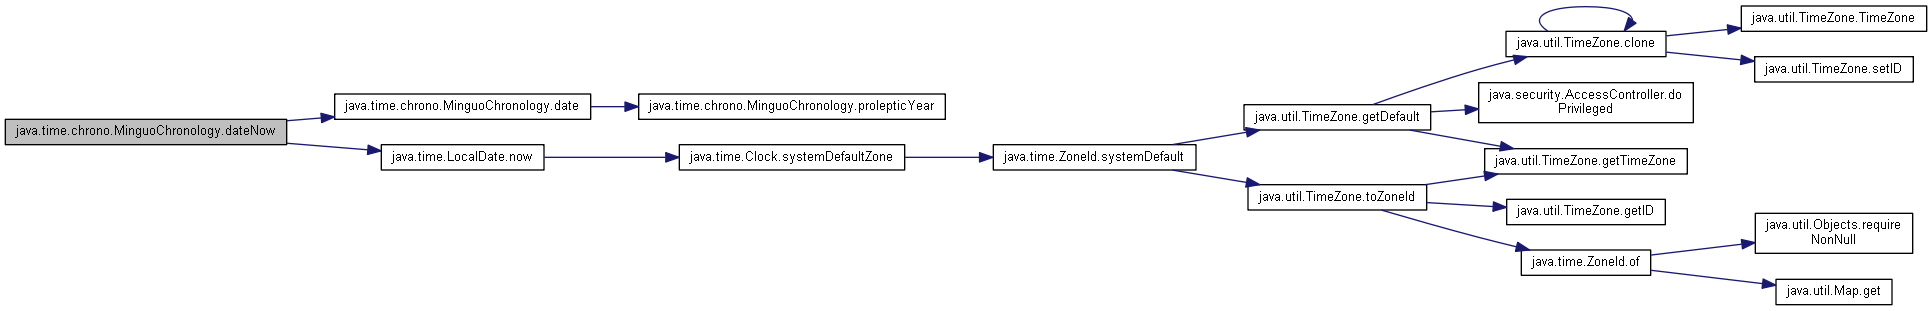 java.time.chrono.MinguoChronology.dateNow
java.time.chrono.MinguoChronology.date
java.time.chrono.MinguoChronology.prolepticYear
java.time.LocalDate.now
java.time.Clock.systemDefaultZone
java.time.ZoneId.systemDefault
java.util.TimeZone.getDefault
java.util.TimeZone.clone
java.util.TimeZone.TimeZone
java.util.TimeZone.setID
java.security.AccessController.do
Privileged
java.util.TimeZone.getTimeZone
java.util.TimeZone.toZoneId
java.util.TimeZone.getID
java.time.ZoneId.of
java.util.Objects.require
NonNull
java.util.Map.get